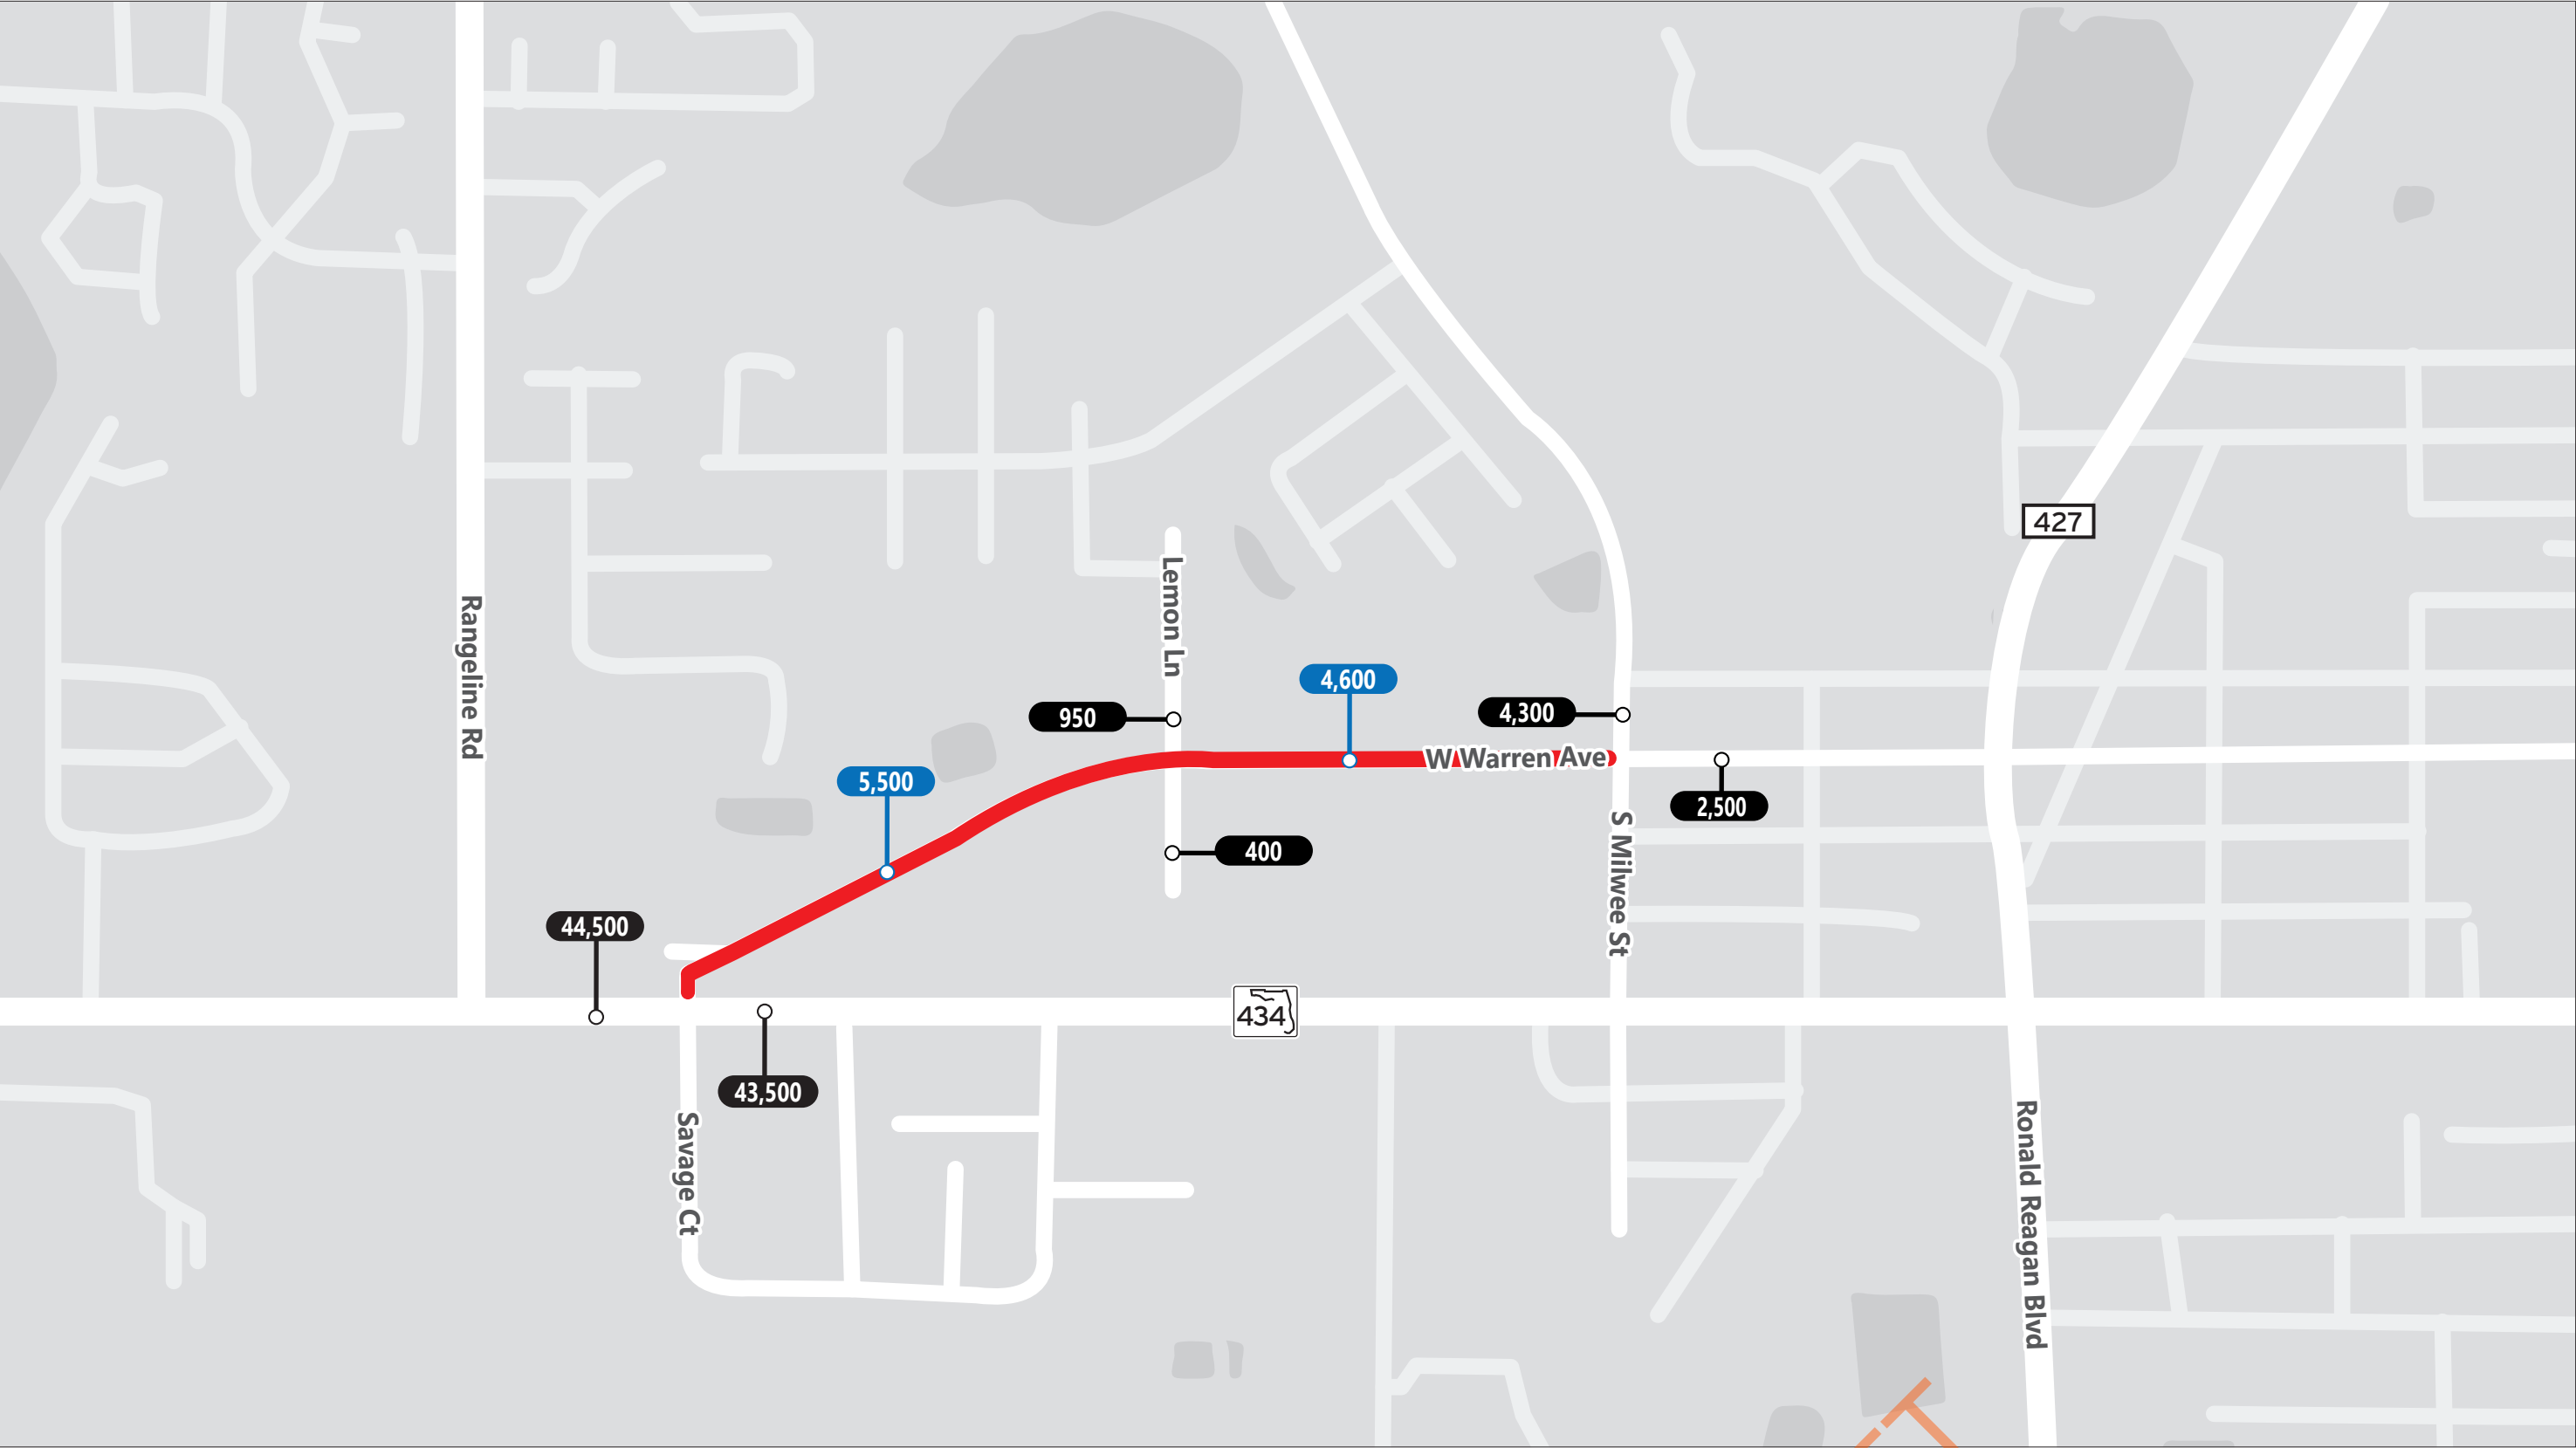 427
Rangeline Rd
Lemon Ln
4,600
950
4,300
W Warren Ave
5,500
2,500
S Milwee St
400
44,500
434
43,500
Savage Ct
Ronald Reagan Blvd